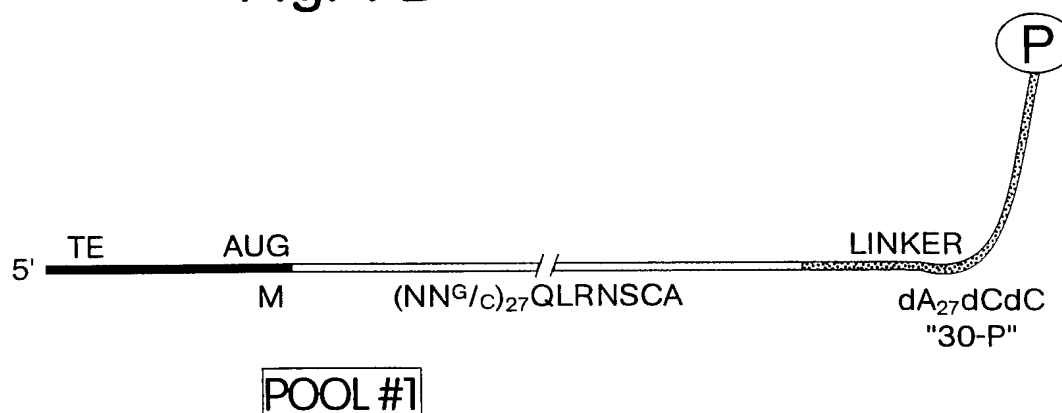 P
TE AUG LINKER
5'
M (NNG/C)27QLRNSCA dA27dCdC
"30-P"
POOL #1